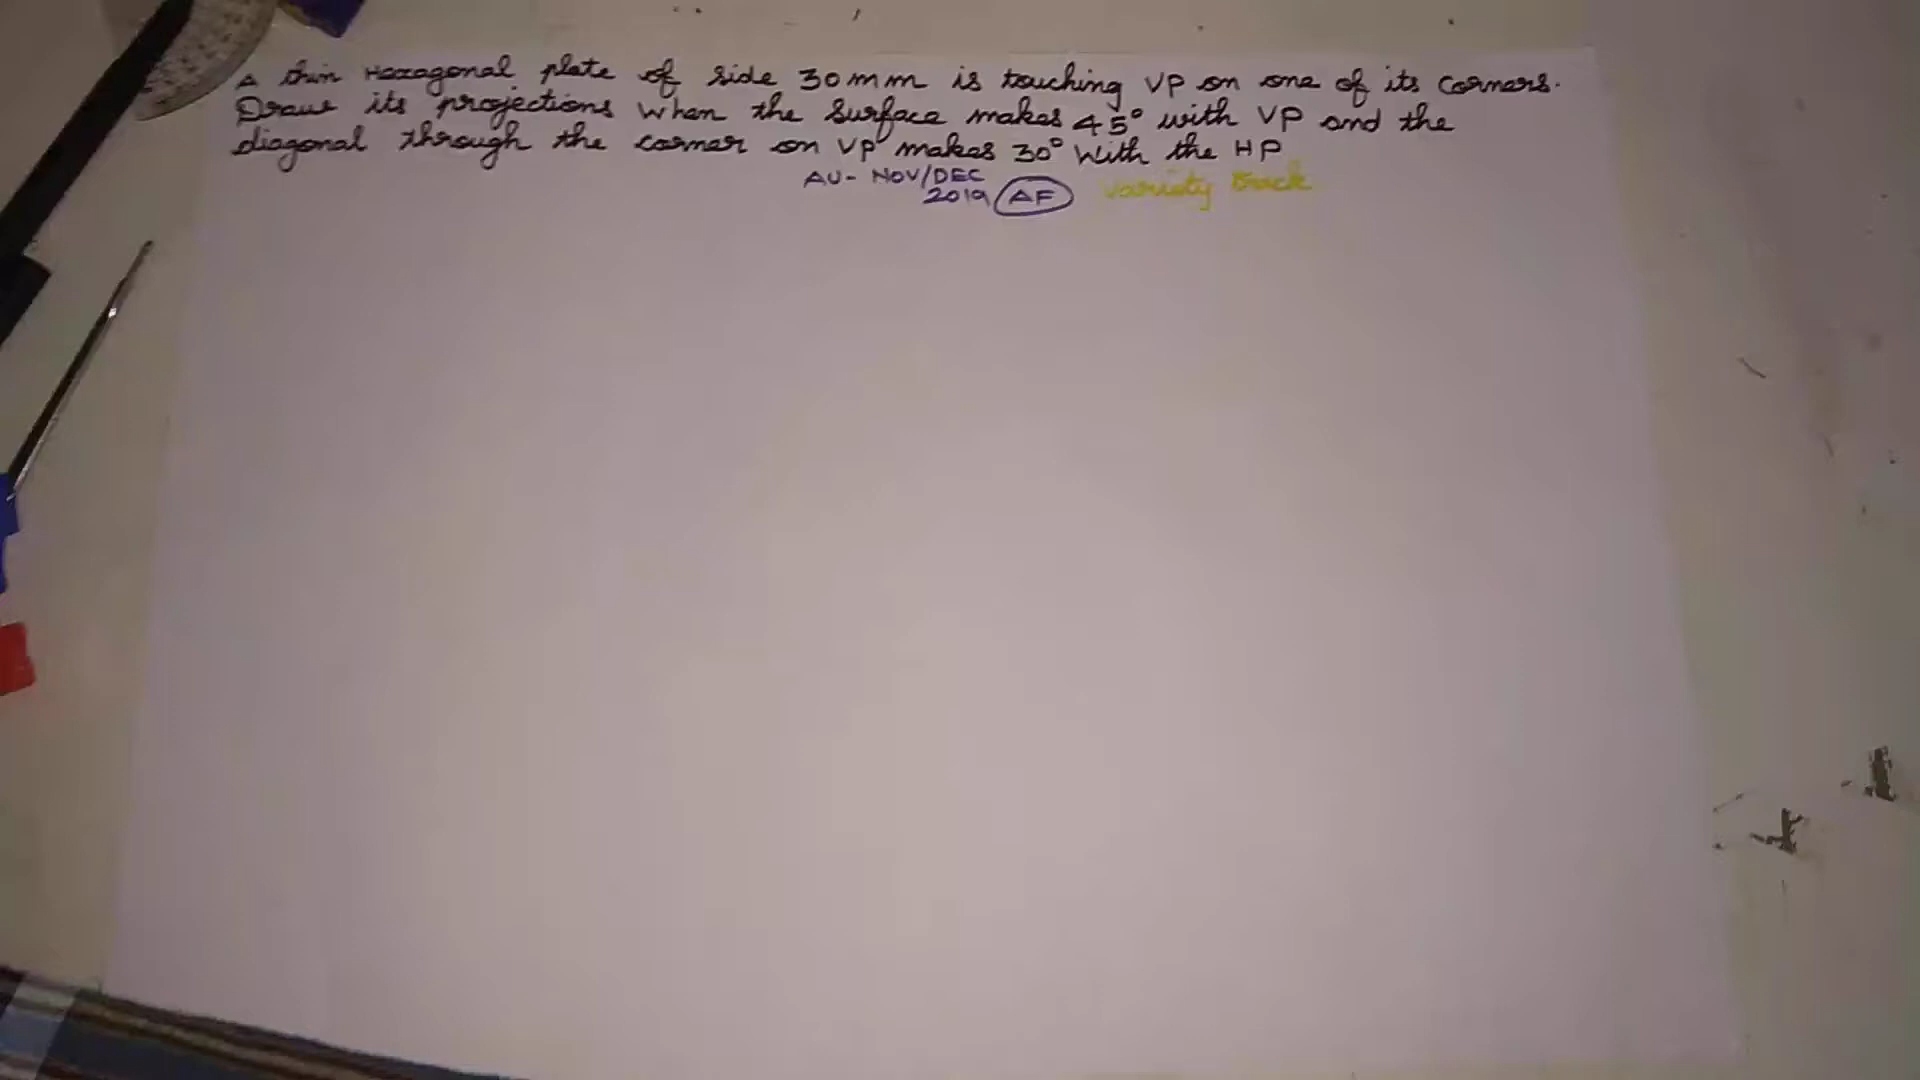 A thin Hexagonal plate of side 30mm is touching VP on one of its corners.
Draw its projections when the surface makes 45° with VP and the
diagonal through the corner on VP makes 30° with the HP
AU- NOV/DEC
2019 AF variety Track